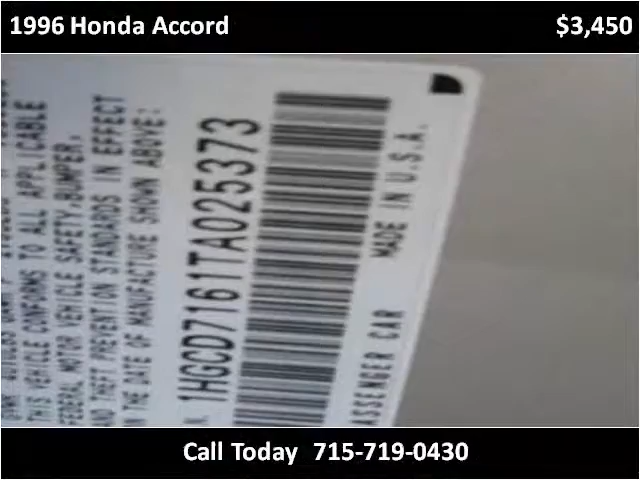 1996 Honda Accord
$3,450
THIS VEHICLE CONFORMS TO ALL APPLICABLE
FEDERAL MOTOR VEHICLE SAFETY, BUMPER,
AND THEFT PREVENTION STANDARDS IN EFFECT
ON THE DATE OF MANUFACTURE SHOWN ABOVE:
1HGCD7161TA025373
ASSENGER CAR MADE IN U.S.A.
Call Today 715-719-0430